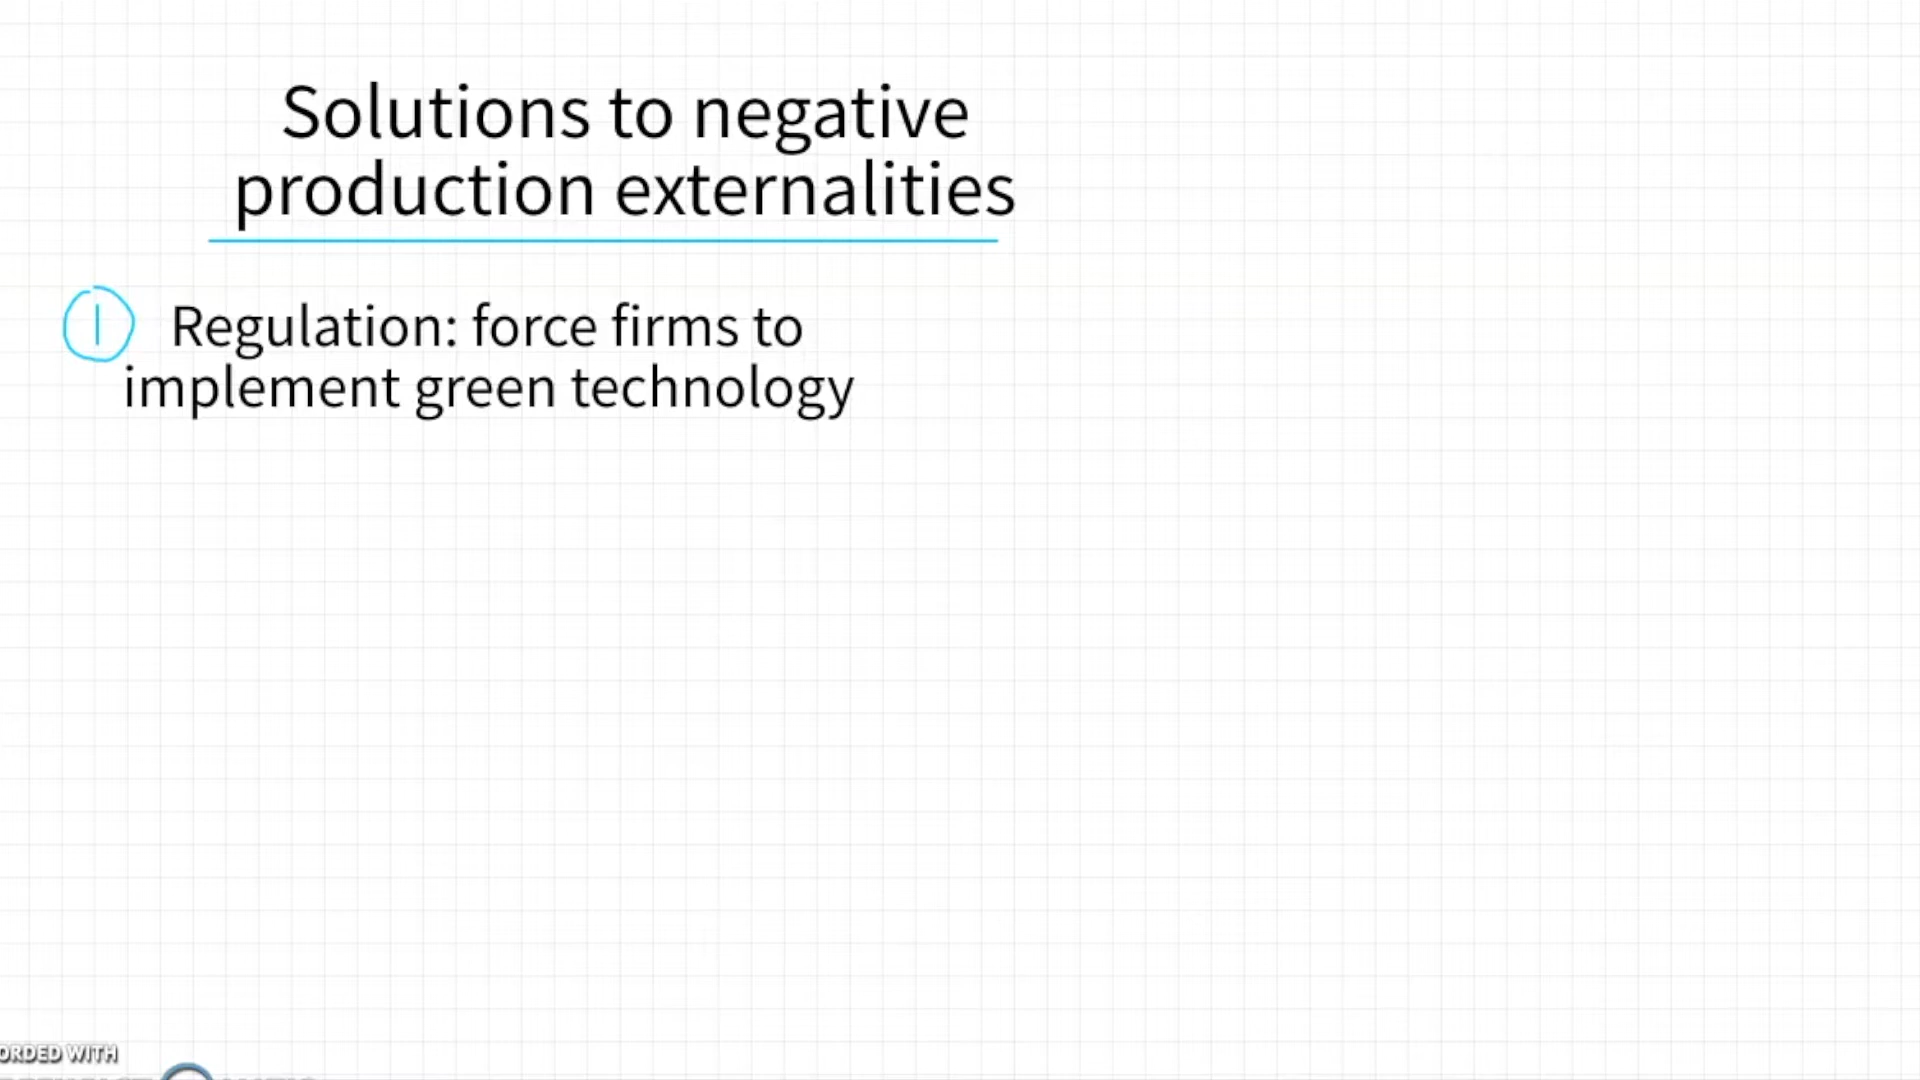 Solutions to negative
production externalities
1 Regulation: force firms to
implement green technology
ORDED WITH